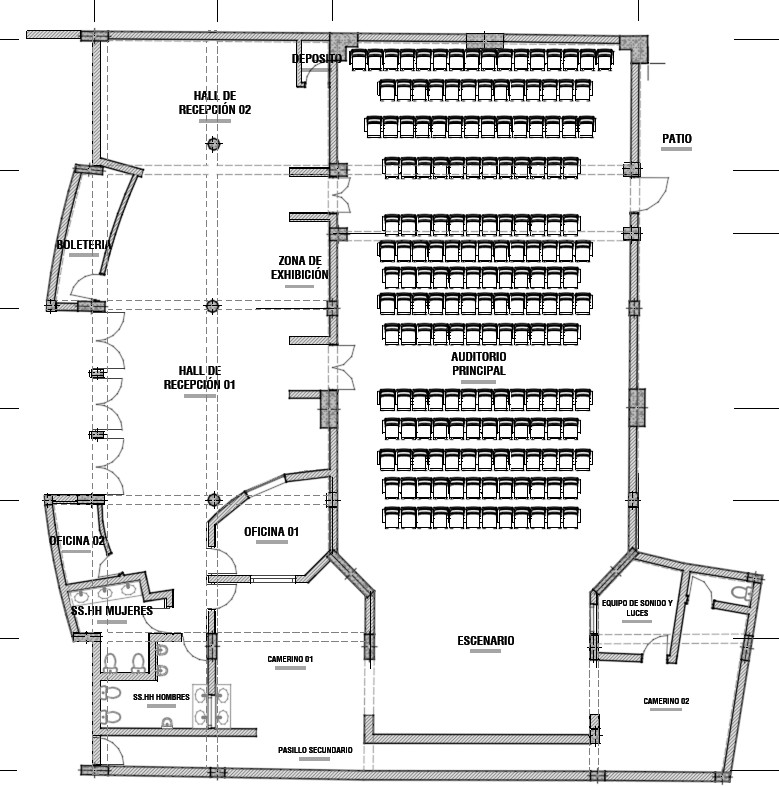 DEPOSITO
HALL DE
RECEPCIÓN 02
PATIO
BOLETERIA
ZONA DE
EXHIBICIÓN
AUDITORIO
PRINCIPAL
HALL DE
RECEPCIÓN 01
OFICINA 01
OFICINA 02
SS.HH MUJERES
EQUIPO DE SONIDO Y
LUCES
ESCENARIO
CAMERINO 01
SS.HH HOMBRES
CAMERINO 02
PASILLO SECUNDARIO